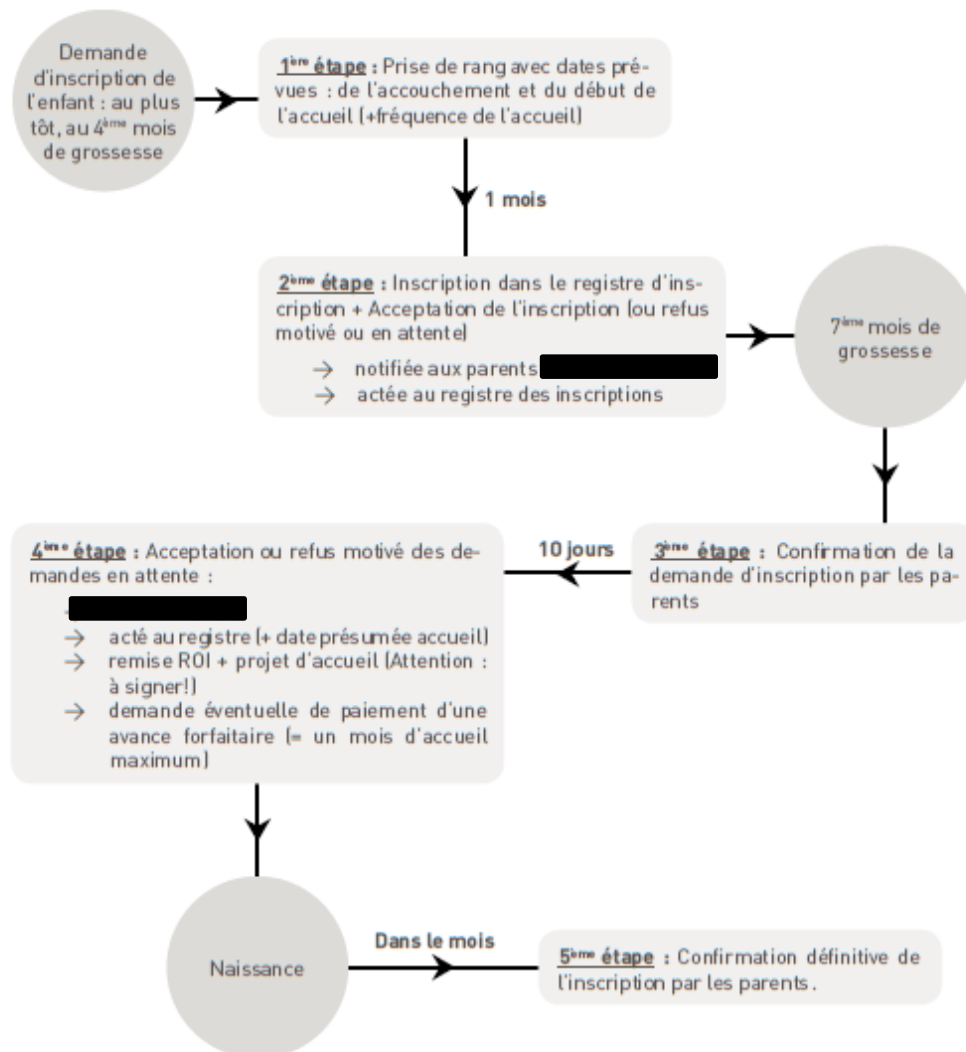 Demande
d'inscription de
l'enfant : au plus
tôt, au 4ème mois
de grossesse
1ère étape : Prise de rang avec dates pré-
vues : de l'accouchement et du début de
l'accueil (+fréquence de l'accueil)
1 mois
2ème étape : Inscription dans le registre d'ins-
cription + Acceptation de l'inscription (ou refus
motivé ou en attente)
→ notifiée aux parents
→ actée au registre des inscriptions
7ème mois de
grossesse
3ème étape : Confirmation de la
demande d'inscription par les pa-
rents
10 jours
4ème étape : Acceptation ou refus motivé des de-
mandes en attente :
→ acté au registre (+ date présumée accueil)
→ remise ROI + projet d'accueil (Attention :
à signer!)
→ demande éventuelle de paiement d'une
avance forfaitaire (= un mois d'accueil
maximum)
Naissance
Dans le mois
5ème étape : Confirmation définitive de
l'inscription par les parents.